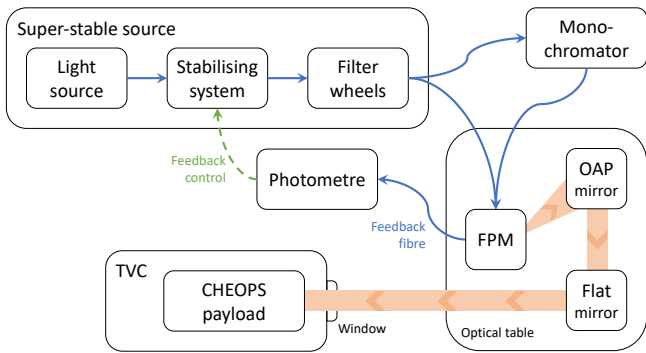 Super-stable source
Light
source
Stabilising
system
Filter
wheels
Mono-
chromator
Feedback
control
Photometre
Feedback
fibre
OAP
mirror
FPM
TVC
CHEOPS
payload
Window
Flat
mirror
Optical table